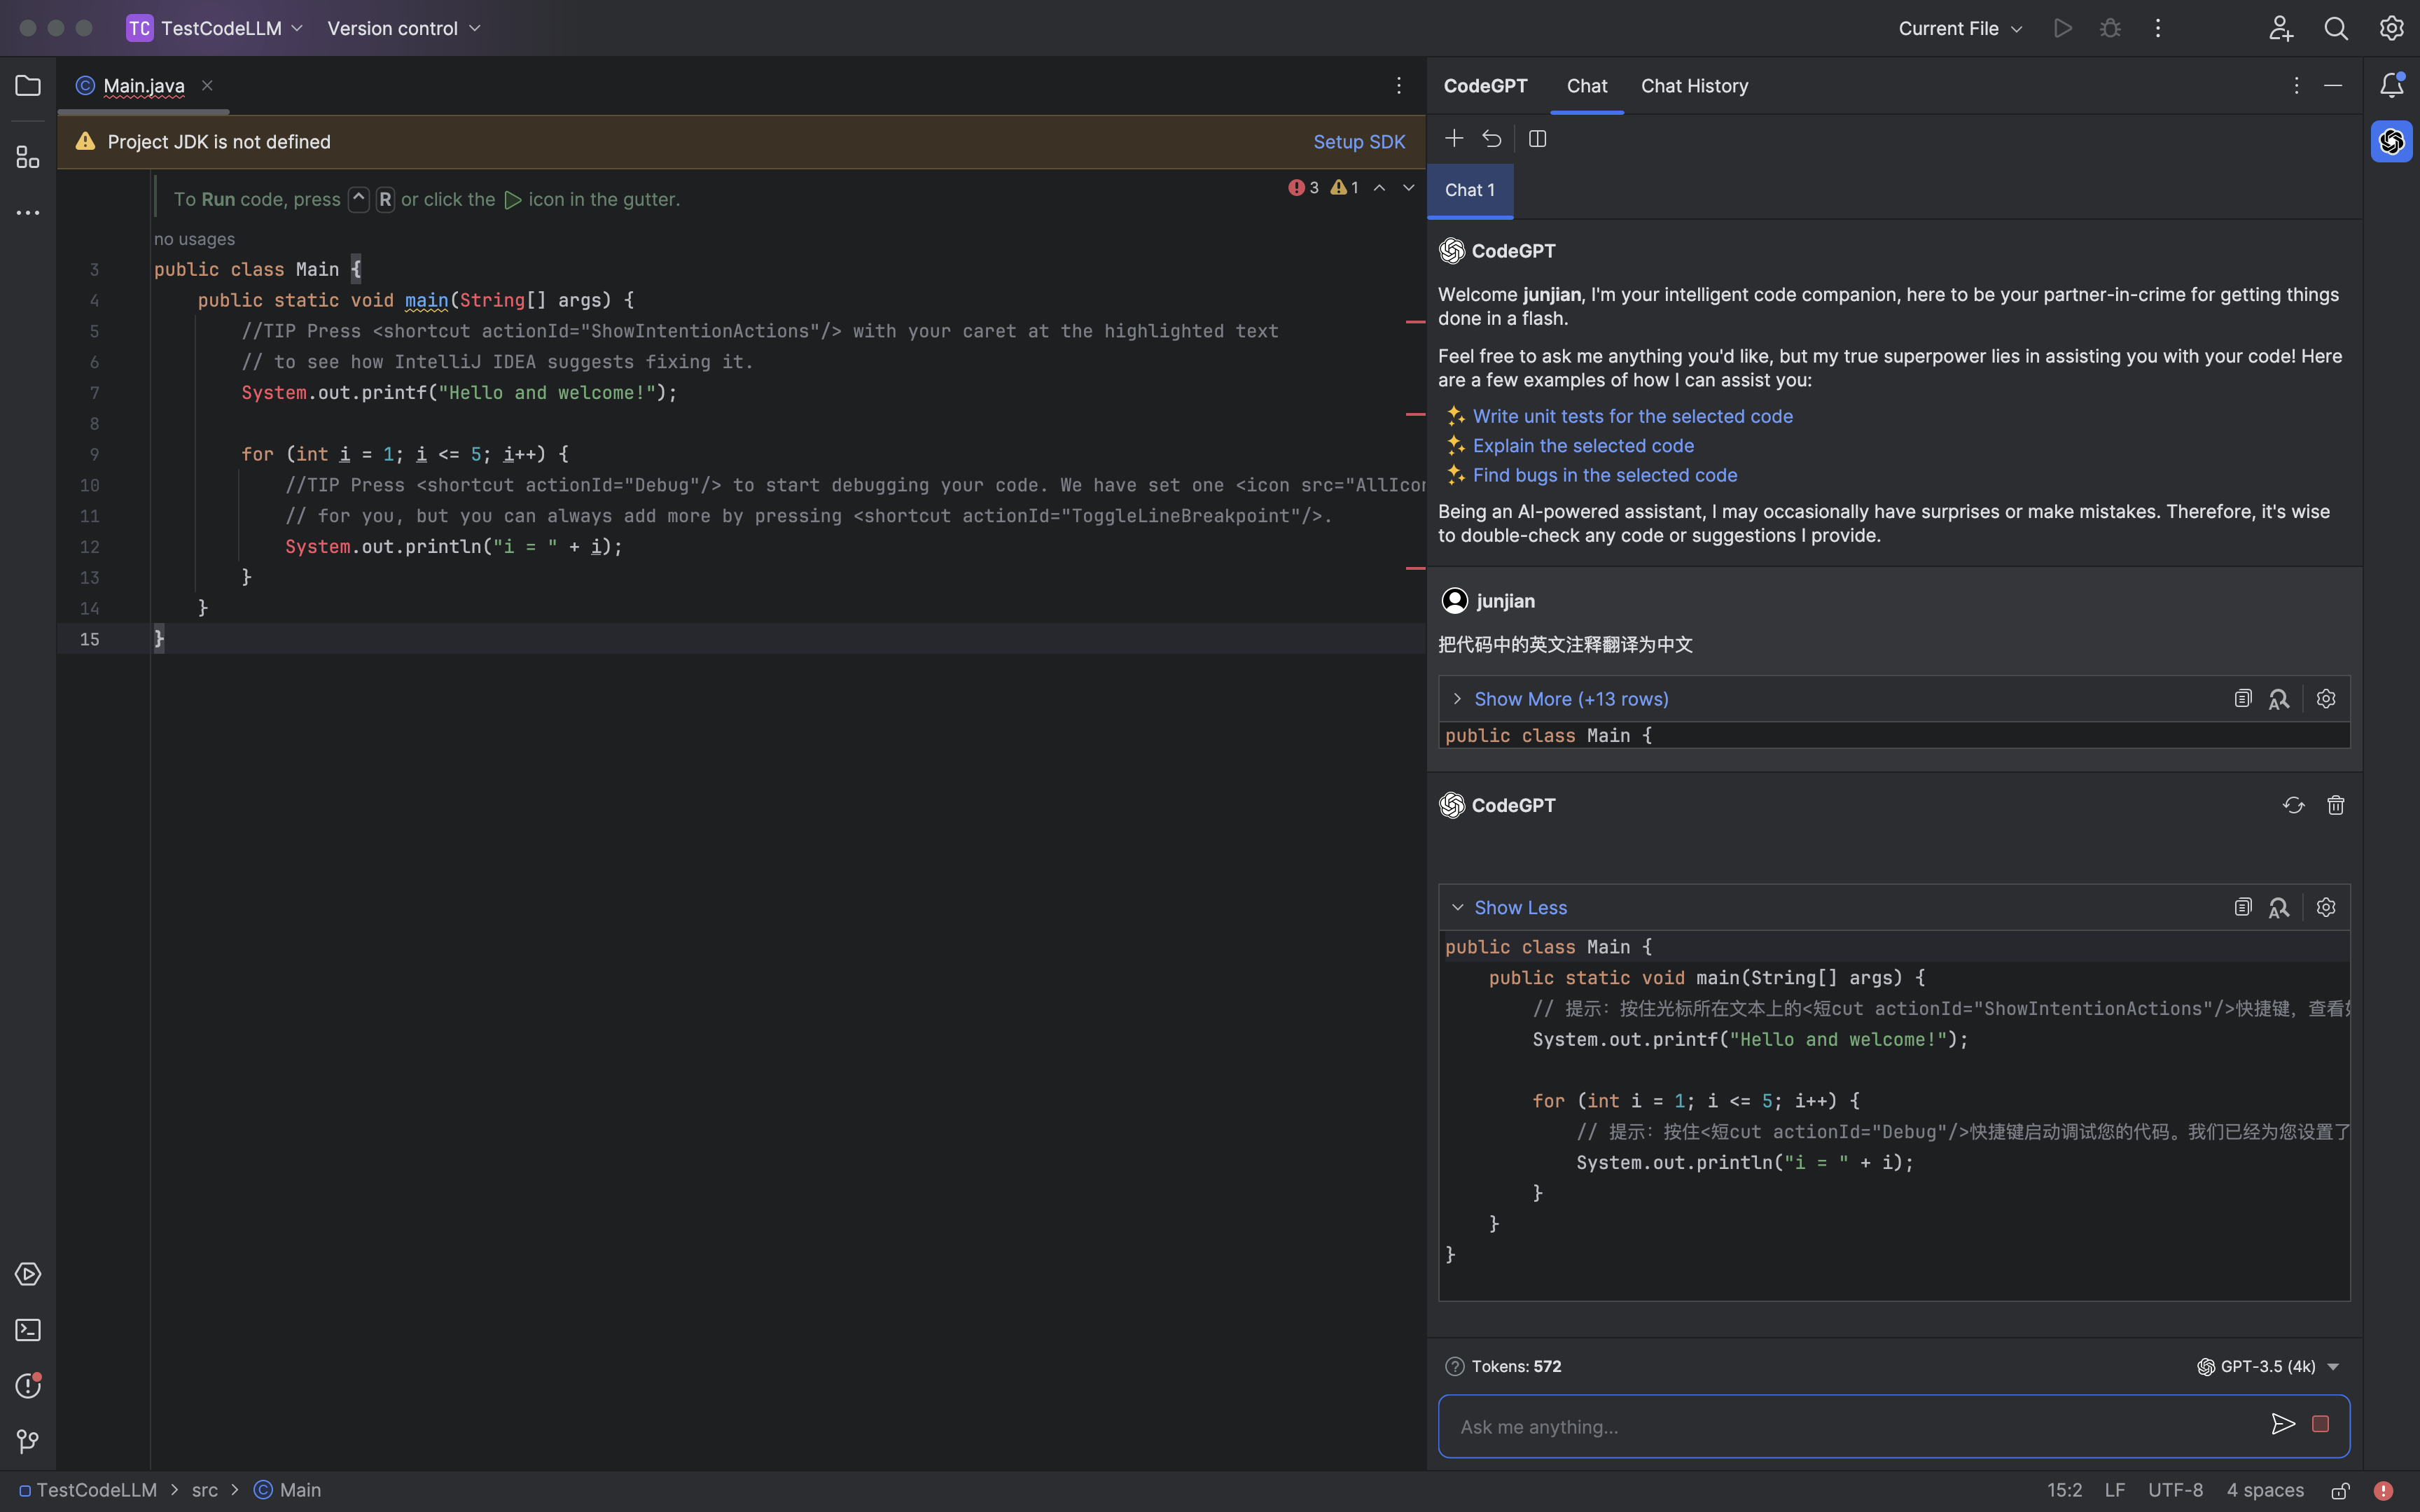 TC TestCodeLLM Version control Current File
Main.java
Project JDK is not defined Setup SDK
To Run code, press ^ R or click the icon in the gutter.
3 1
no usages
3 public class Main {
4 public static void main(String[] args) {
5 //TIP Press <shortcut actionId="ShowIntentionActions"/> with your caret at the highlighted text
6 // to see how IntelliJ IDEA suggests fixing it.
7 System.out.printf("Hello and welcome!");
8
9 for (int i = 1; i <= 5; i++) {
10 //TIP Press <shortcut actionId="Debug"/> to start debugging your code. We have set one <icon src="AllIcon
11 // for you, but you can always add more by pressing <shortcut actionId="ToggleLineBreakpoint"/>.
12 System.out.println("i = " + i);
13 }
14 }
15 }
CodeGPT Chat Chat History
Chat 1
CodeGPT
Welcome junjian, I'm your intelligent code companion, here to be your partner-in-crime for getting things
done in a flash.
Feel free to ask me anything you'd like, but my true superpower lies in assisting you with your code! Here
are a few examples of how I can assist you:
Write unit tests for the selected code
Explain the selected code
Find bugs in the selected code
Being an AI-powered assistant, I may occasionally have surprises or make mistakes. Therefore, it's wise
to double-check any code or suggestions I provide.
junjian
把代码中的英文注释翻译为中文
Show More (+13 rows)
public class Main {
CodeGPT
Show Less
public class Main {
public static void main(String[] args) {
// 提示：按住光标所在文本上的<短cut actionId="ShowIntentionActions"/>快捷键，查看
System.out.printf("Hello and welcome!");
for (int i = 1; i <= 5; i++) {
// 提示：按住<短cut actionId="Debug"/>快捷键启动调试您的代码。我们已经为您设置了
System.out.println("i = " + i);
}
}
}
Tokens: 572 GPT-3.5 (4k)
Ask me anything...
TestCodeLLM > src > Main 15:2 LF UTF-8 4 spaces